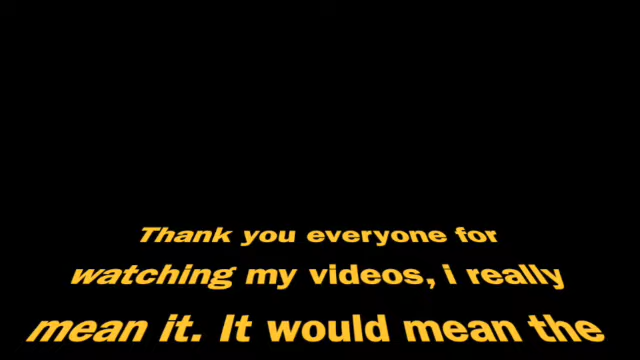 Thank you everyone for
watching my videos, i really
mean it. It would mean the